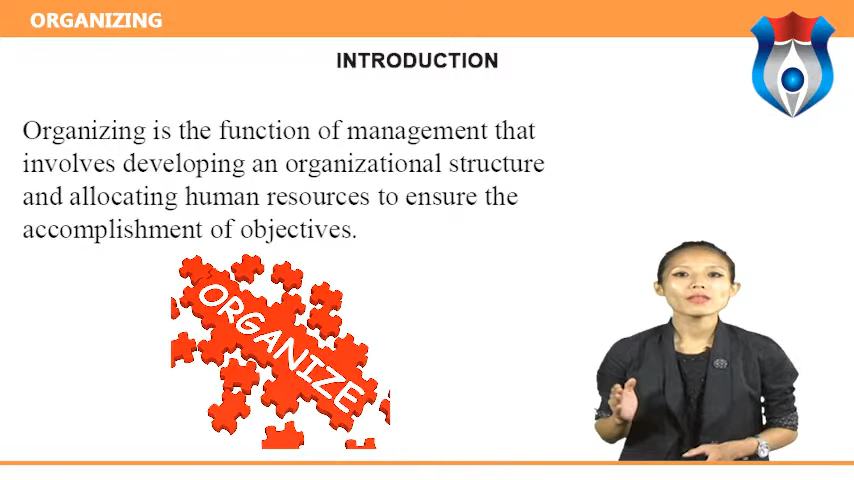 ORGANIZING
INTRODUCTION
Organizing is the function of management that
involves developing an organizational structure
and allocating human resources to ensure the
accomplishment of objectives.
ORGANIZE